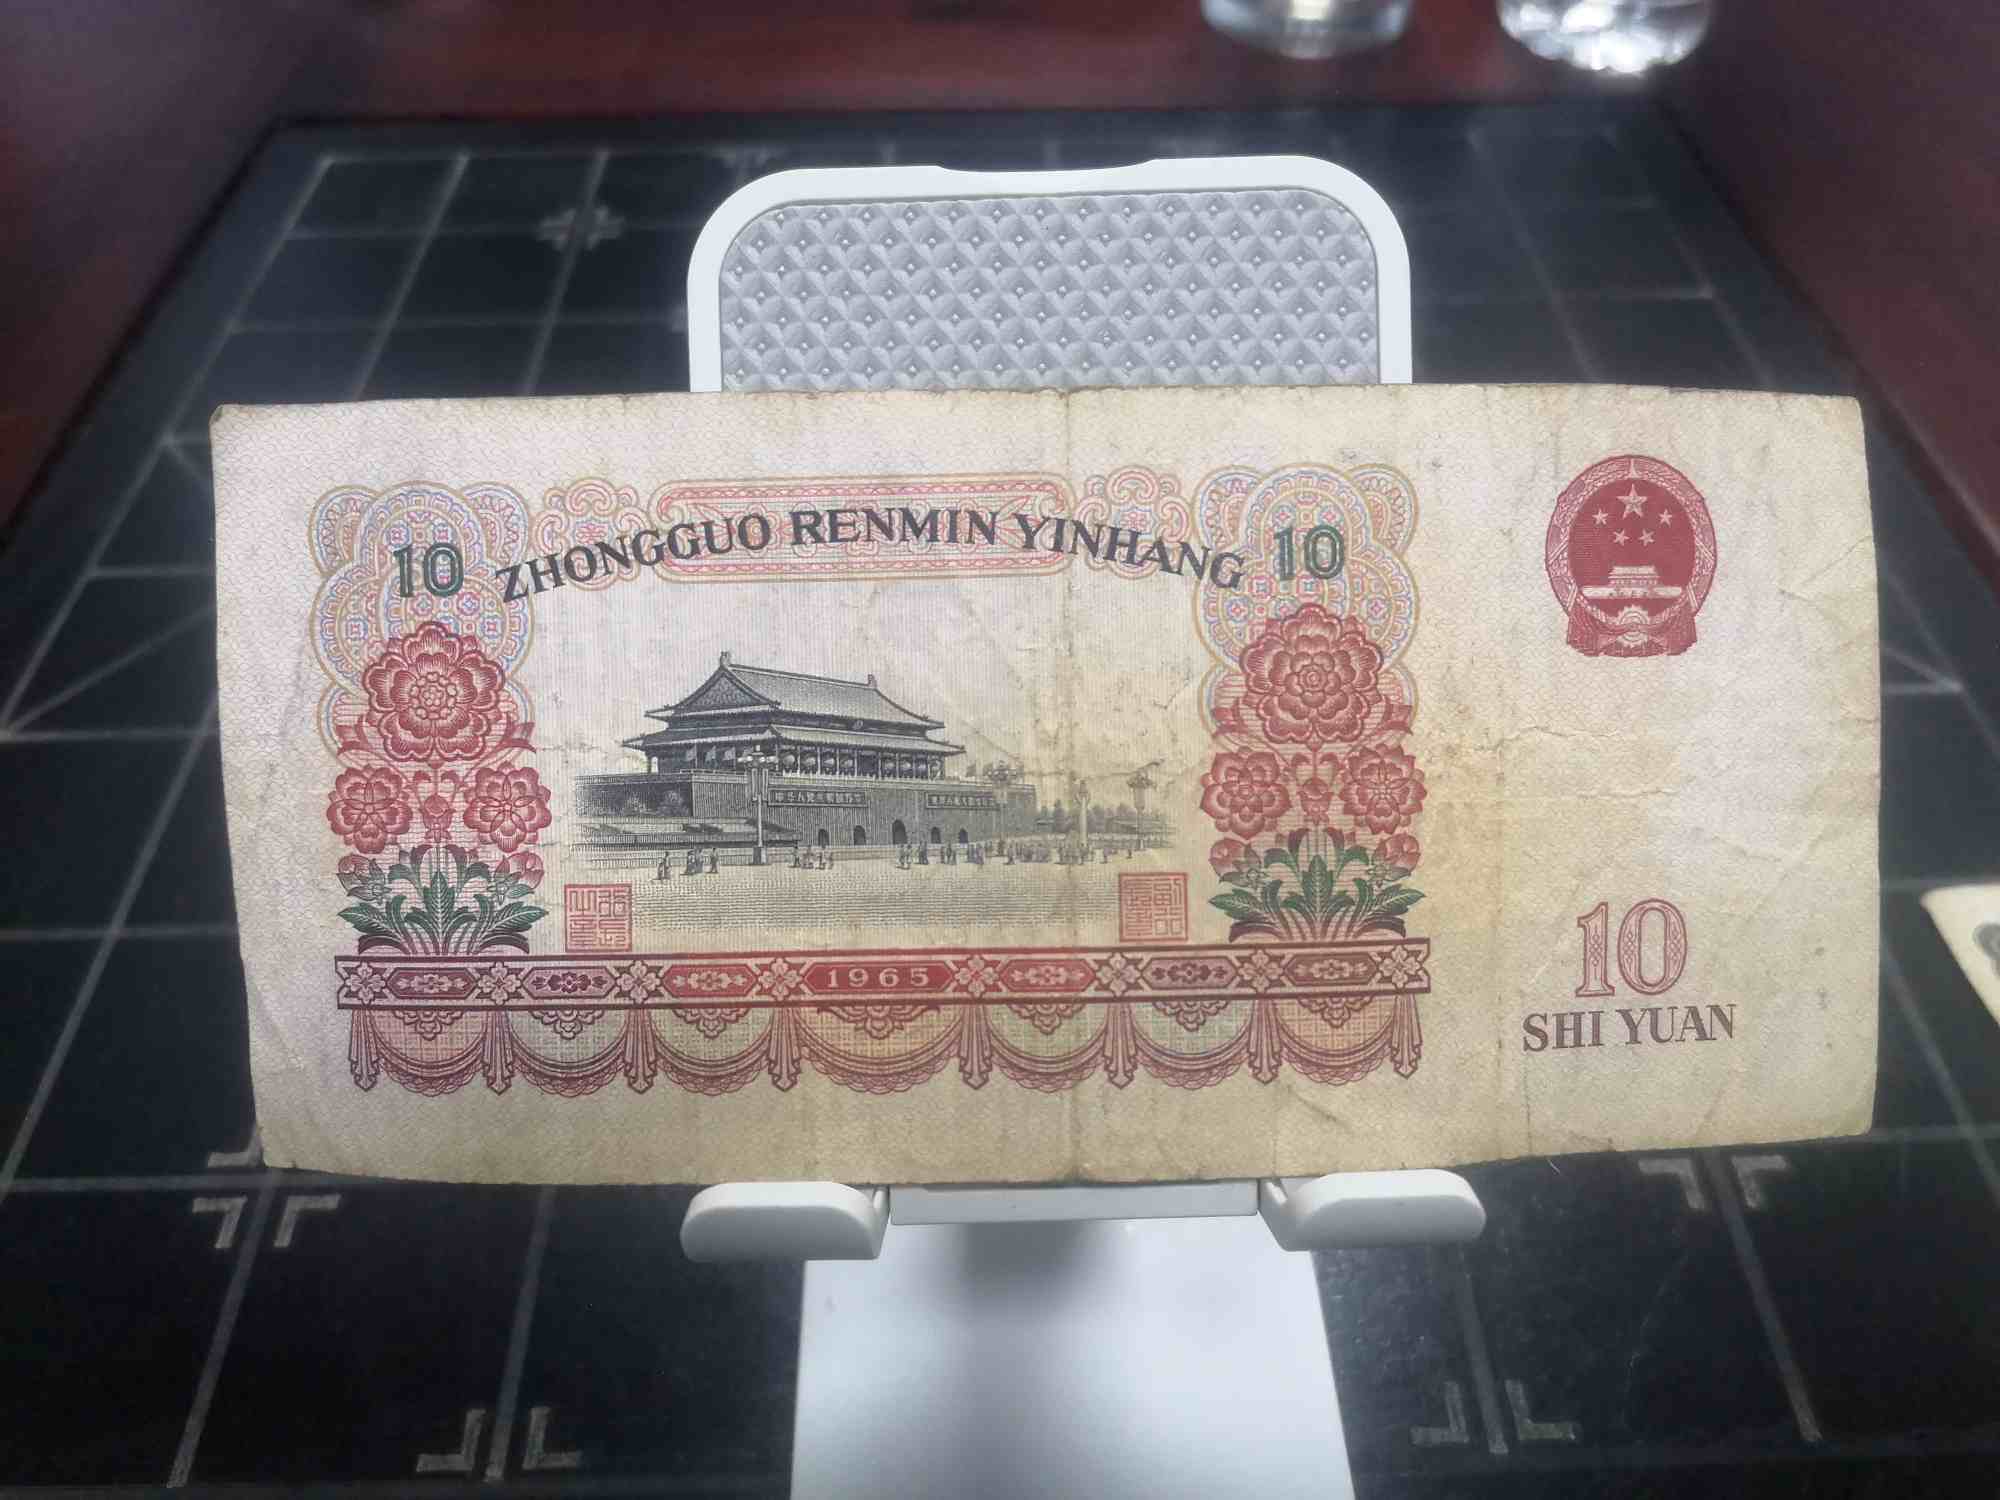 10 ZHONGGUO RENMIN YINHANG 10
1965
10
SHI YUAN